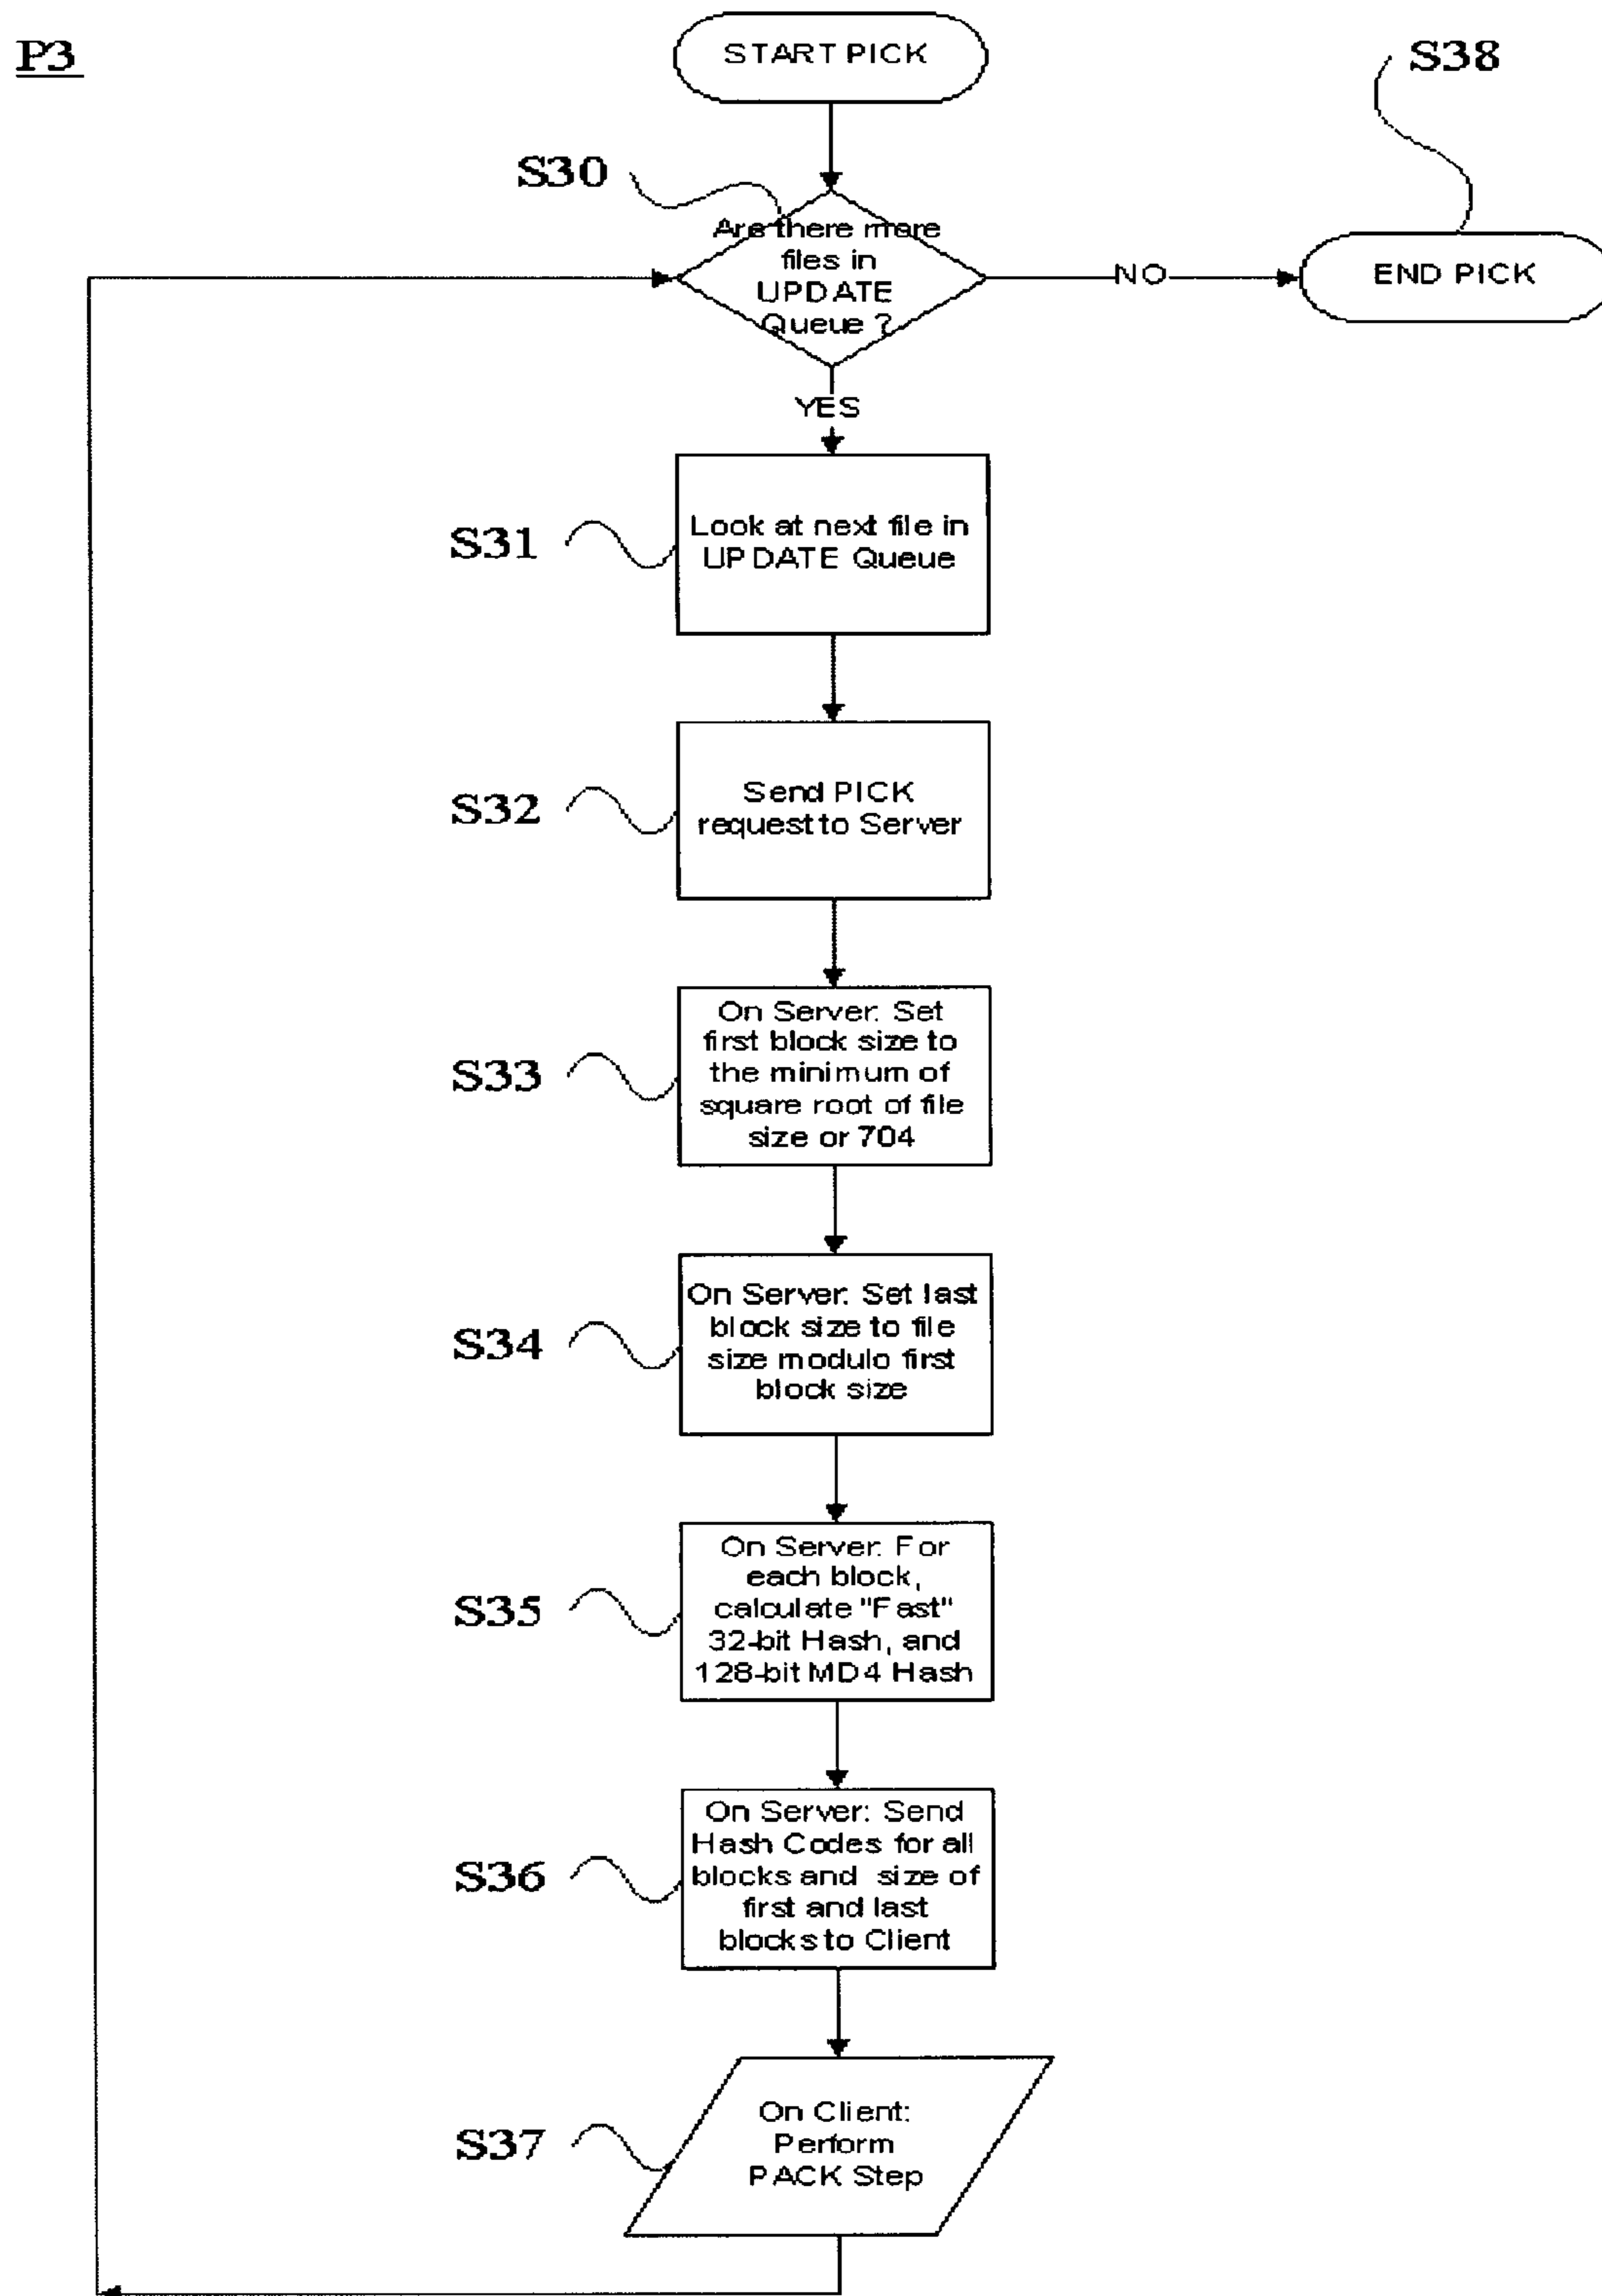 P3
START PICK
S38
S30
Are there more
files in
UPDATE
Queue ?
NO
END PICK
YES
S31
Look at next file in
UPDATE Queue
S32
Send PICK
request to Server
S33
On Server: Set
first block size to
the minimum of
square root of file
size or 704
S34
On Server: Set last
block size to file
size modulo first
block size
S35
On Server: For
each block,
calculate "Fast"
32-bit Hash, and
128-bit MD4 Hash
S36
On Server: Send
Hash Codes for all
blocks and size of
first and last
blocks to Client
S37
On Client:
Perform
PACK Step